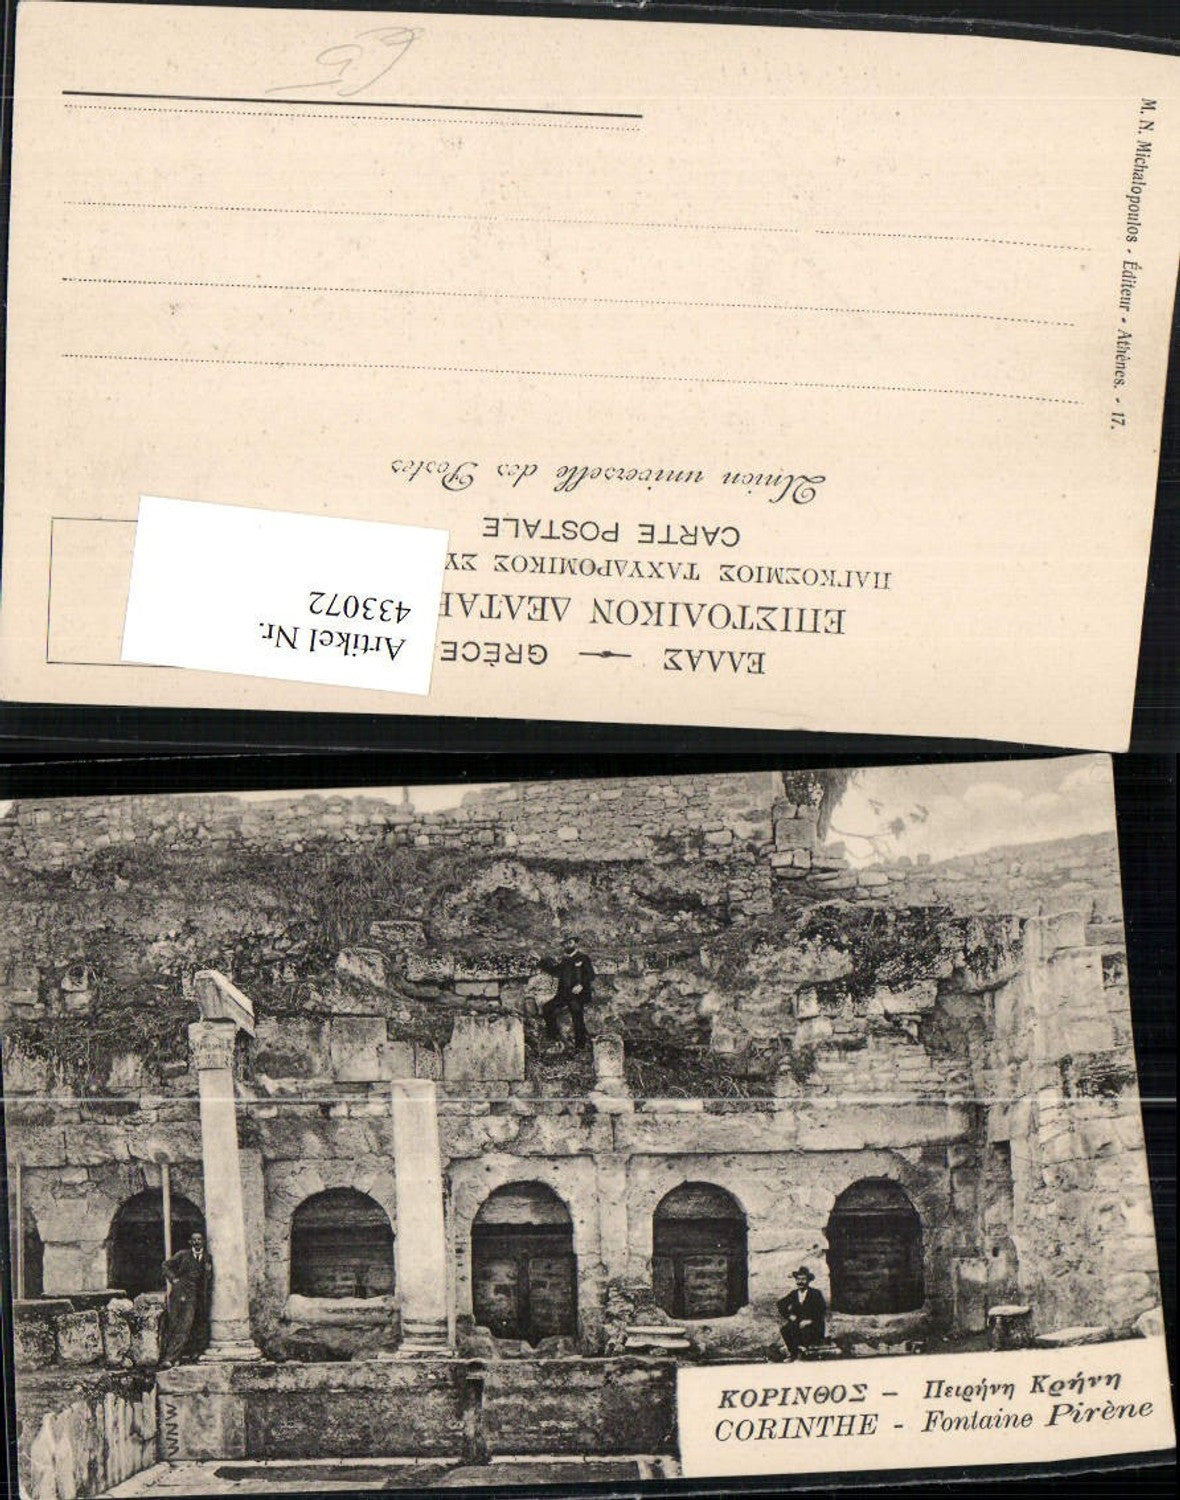 M. N. Michalopoulos - Éditeur - Athénes. - 17.
ΕΛΛΑΣ — GRÈCE
ΕΠΙΣΤΟΛΙΚΟΝ ΔΕΛΤΑΡ
ΠΑΓΚΟΣΜΙΟΣ ΤΑΧΥΔΡΟΜΙΚΟΣ ΣΥ
CARTE POSTALE
Union universelle des Postes
Artikel Nr.
433072
ΚΟΡΙΝΘΟΣ – Πειρήνη Κρήνη
CORINTHE - Fontaine Pirène